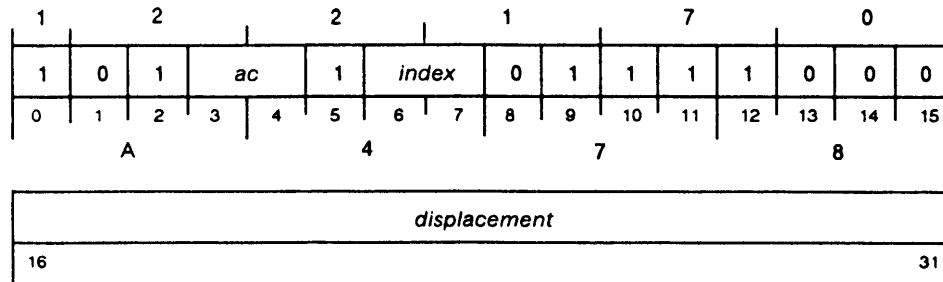 1 2 2 1 7 0
1 0 1 ac 1 index 0 1 1 1 1 0 0 0
0 1 2 3 4 5 6 7 8 9 10 11 12 13 14 15
A 4 7 8
displacement
16 31